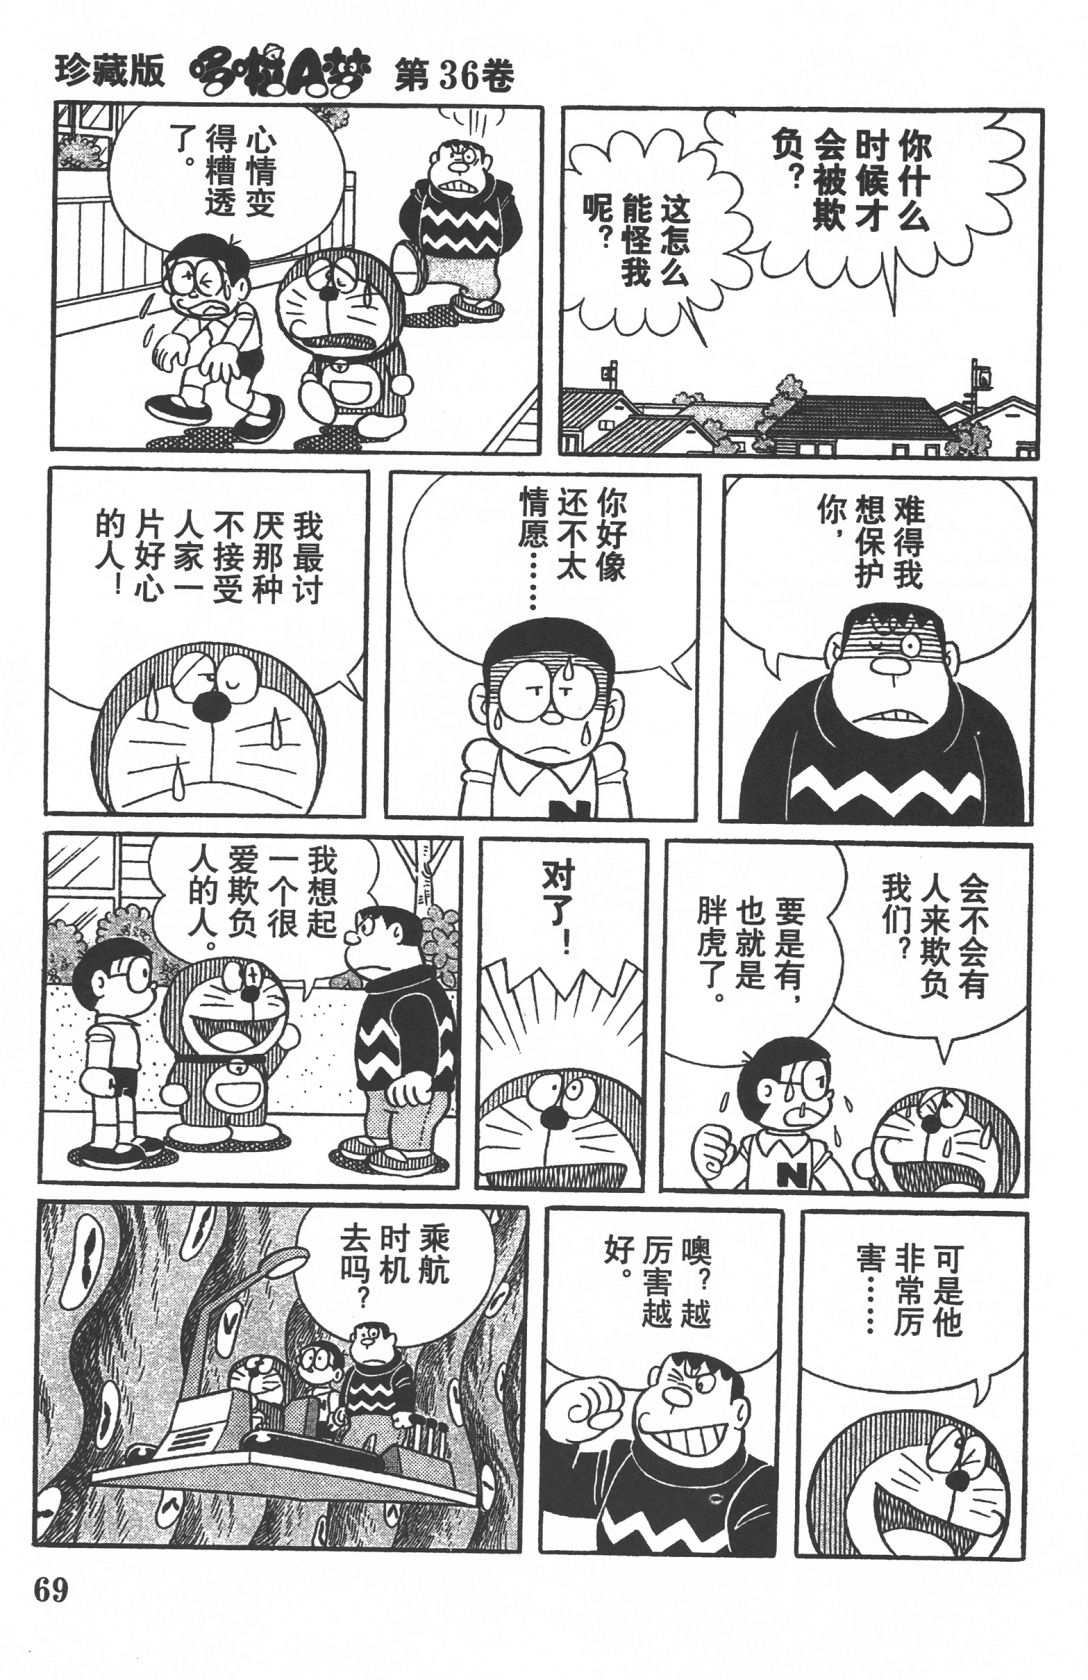 珍藏版 哆啦A梦 第36卷
你什么
时候才
会被欺
负？
这怎么
能怪我
呢？
心情变
得糟透
了。
难得我
想保护
你，
你好像
还不太
情愿……
我最讨
厌那种
不接受
人家一
片好心
的人！
会不会有
人来欺负
我们？
要是有，
也就是
胖虎了。
对了！
我想起
一个很
爱欺负
人的人。
可是他
非常厉
害……
噢？越
厉害越
好。
乘航
时机
去吗？
N
N
69